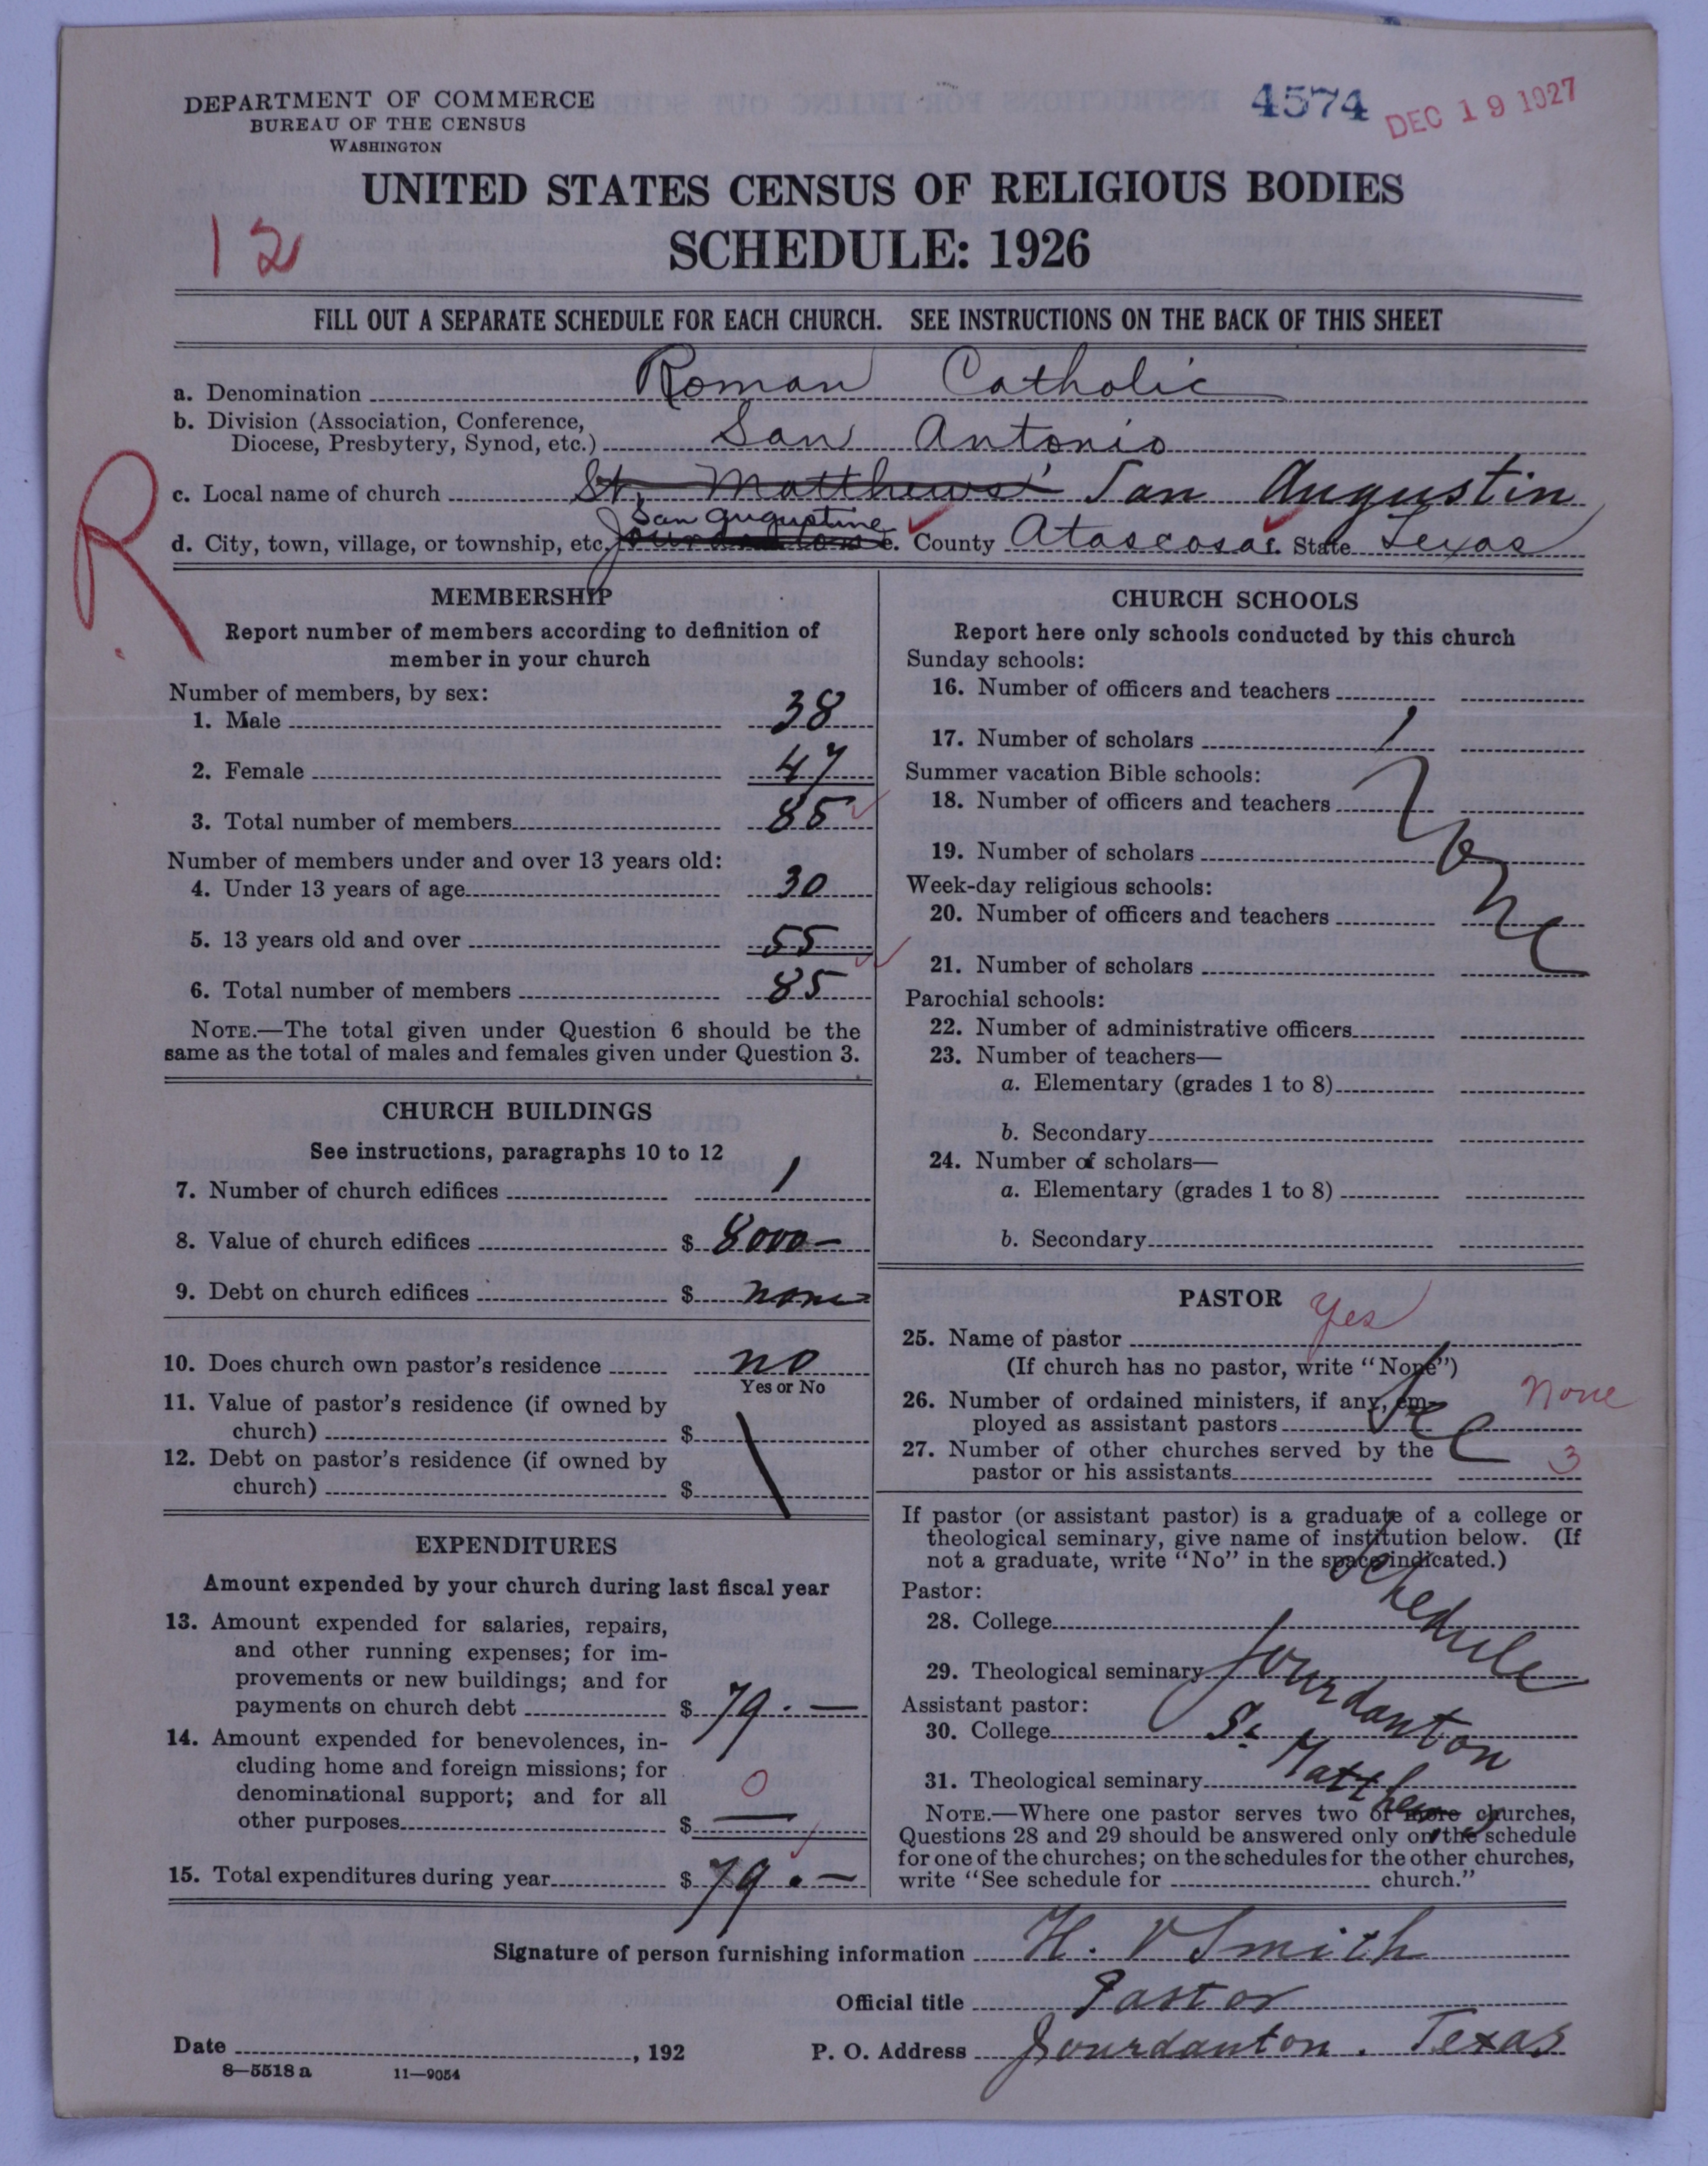 DEPARTMENT OF COMMERCE
BUREAU OF THE CENSUS
WASHINGTON
4574
DEC 19 1927
UNITED STATES CENSUS OF RELIGIOUS BODIES
SCHEDULE: 1926
12
FILL OUT A SEPARATE SCHEDULE FOR EACH CHURCH. SEE INSTRUCTIONS ON THE BACK OF THIS SHEET
R
a. Denomination Roman Catholic
b. Division (Association, Conference,
Diocese, Presbytery, Synod, etc.) San Antonio
c. Local name of church St. Matthews' San Augustin
San Augustine
d. City, town, village, or township, etc. Jourdanton e. County Atascosa f. State Texas
MEMBERSHIP
Report number of members according to definition of
member in your church
Number of members, by sex:
1. Male 38
2. Female 47
3. Total number of members 85
Number of members under and over 13 years old:
4. Under 13 years of age 30
5. 13 years old and over 55
6. Total number of members 85
NOTE.—The total given under Question 6 should be the
same as the total of males and females given under Question 3.
CHURCH BUILDINGS
See instructions, paragraphs 10 to 12
7. Number of church edifices 1
8. Value of church edifices $ 8000—
9. Debt on church edifices $ none
10. Does church own pastor's residence no
Yes or No
11. Value of pastor's residence (if owned by
church) $
12. Debt on pastor's residence (if owned by
church) $
EXPENDITURES
Amount expended by your church during last fiscal year
13. Amount expended for salaries, repairs,
and other running expenses; for im-
provements or new buildings; and for
payments on church debt $ 79.—
14. Amount expended for benevolences, in-
cluding home and foreign missions; for
denominational support; and for all 0
other purposes $ —
15. Total expenditures during year $ 79.—
CHURCH SCHOOLS
Report here only schools conducted by this church
Sunday schools:
16. Number of officers and teachers
17. Number of scholars
Summer vacation Bible schools:
18. Number of officers and teachers
19. Number of scholars
None
Week-day religious schools:
20. Number of officers and teachers
21. Number of scholars
Parochial schools:
22. Number of administrative officers
23. Number of teachers—
a. Elementary (grades 1 to 8)
b. Secondary
24. Number of scholars—
a. Elementary (grades 1 to 8)
b. Secondary
PASTOR
25. Name of pastor Yes
(If church has no pastor, write "None")
26. Number of ordained ministers, if any, em-
ployed as assistant pastors None
27. Number of other churches served by the
pastor or his assistants 3
If pastor (or assistant pastor) is a graduate of a college or
theological seminary, give name of institution below. (If
not a graduate, write "No" in the space indicated.)
Pastor:
28. College
29. Theological seminary
Assistant pastor:
30. College
31. Theological seminary
See
Schedule
Jourdanton
St Matthews
NOTE.—Where one pastor serves two or more churches,
Questions 28 and 29 should be answered only on the schedule
for one of the churches; on the schedules for the other churches,
write "See schedule for church."
Signature of person furnishing information H. V Smith
Official title Pastor
Date , 192
P. O. Address Jourdanton. Texas
8—5518 a 11—9054